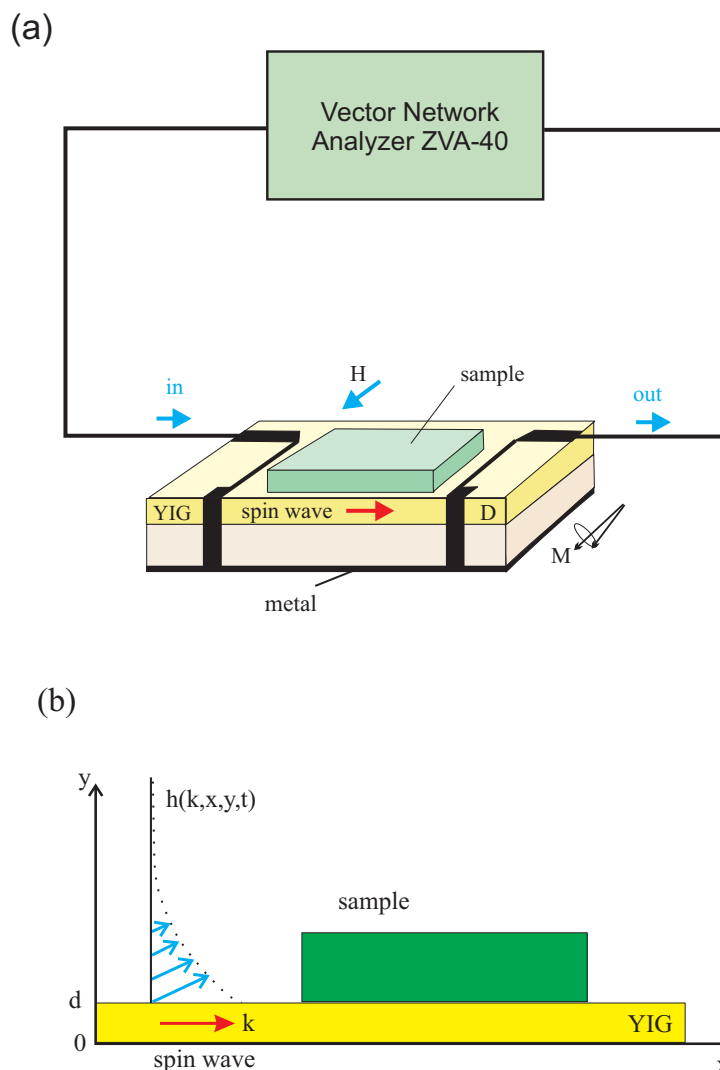 (a)
Vector Network
Analyzer ZVA-40
in
H
sample
out
YIG
spin wave
D
M
metal
(b)
y
h(k,x,y,t)
sample
d
k
YIG
0
spin wave